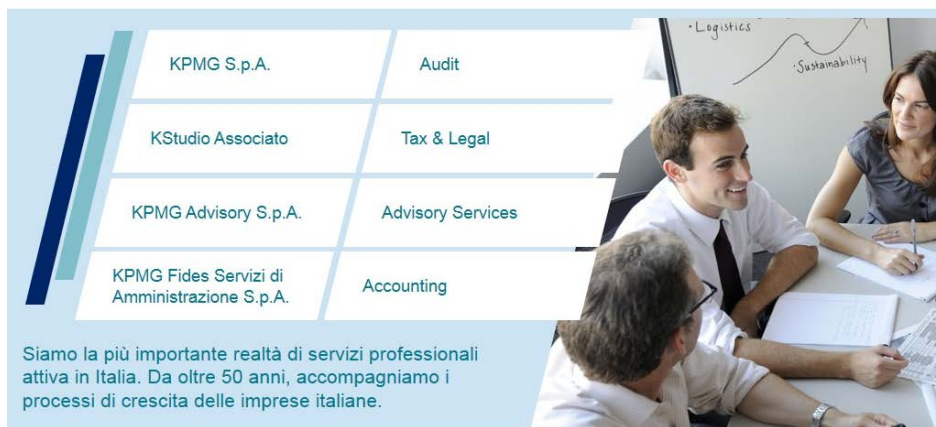 · Logistics
· Sustainability
KPMG S.p.A.
Audit
KStudio Associato
Tax & Legal
KPMG Advisory S.p.A.
Advisory Services
KPMG Fides Servizi di
Amministrazione S.p.A.
Accounting
Siamo la più importante realtà di servizi professionali
attiva in Italia. Da oltre 50 anni, accompagniamo i
processi di crescita delle imprese italiane.